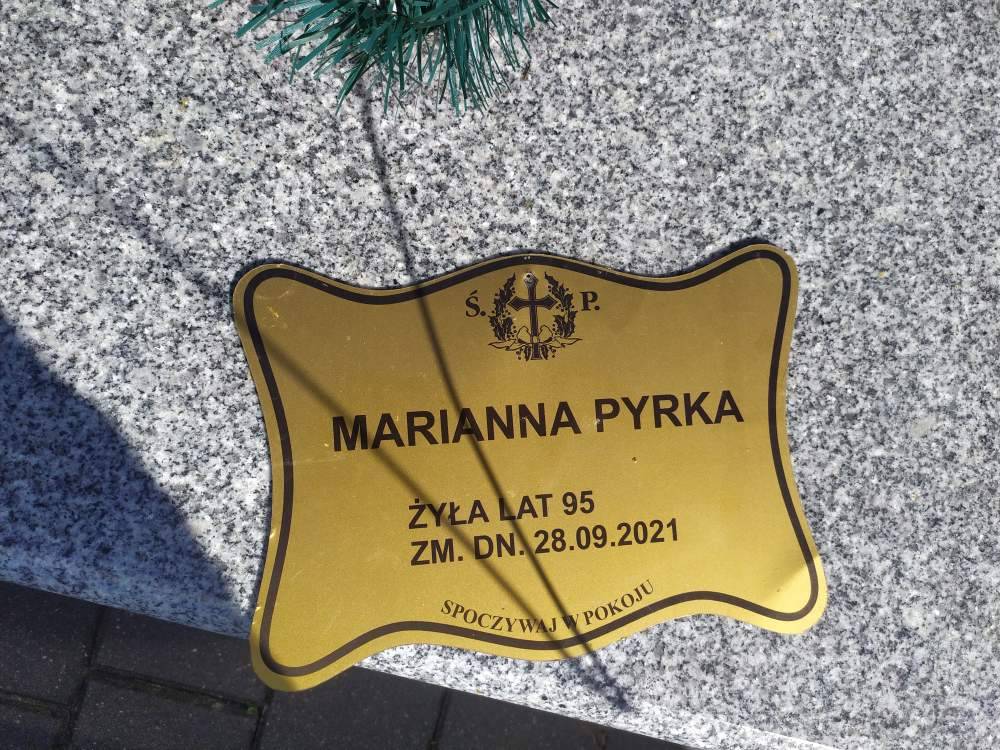 Ś. P.
MARIANNA PYRKA
ŻYŁA LAT 95
ZM. DN. 28.09.2021
SPOCZYWAJ W POKOJU